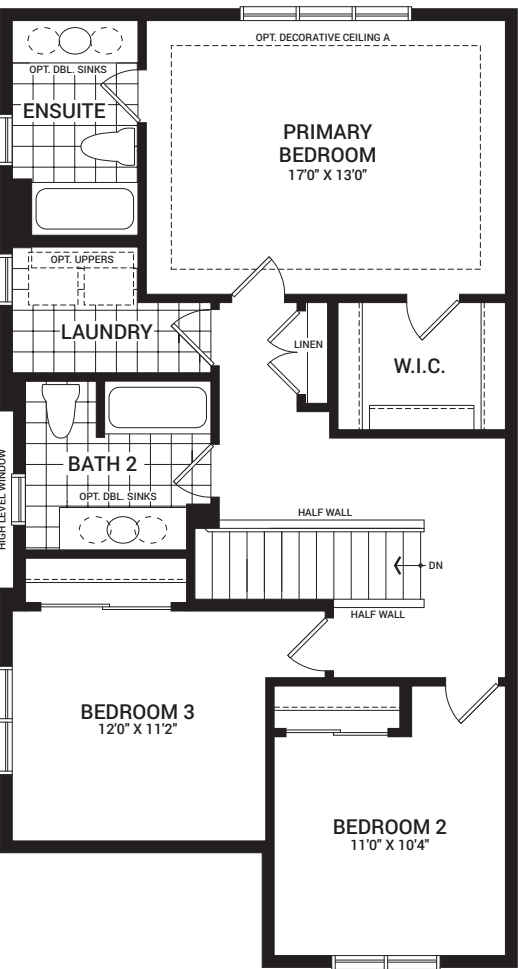 OPT. DECORATIVE CEILING A
OPT. DBL. SINKS
ENSUITE
PRIMARY
BEDROOM
17'0" X 13'0"
OPT. UPPERS
LAUNDRY
LINEN
W.I.C.
BATH 2
OPT. DBL. SINKS
HIGH LEVEL WINDOW
HALF WALL
DN
HALF WALL
BEDROOM 3
12'0" X 11'2"
BEDROOM 2
11'0" X 10'4"